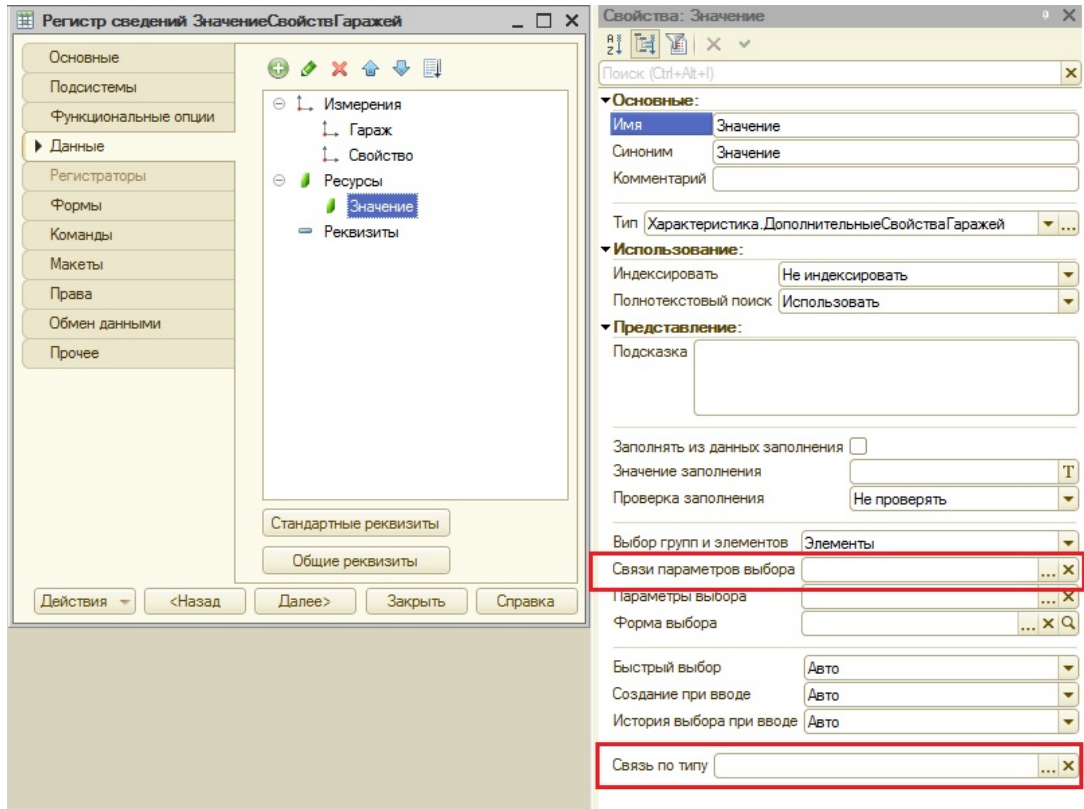 Регистр сведений ЗначениеСвойствГаражей
Основные
Подсистемы
Функциональные опции
Данные
Регистраторы
Формы
Команды
Макеты
Права
Обмен данными
Прочее
Измерения
Гараж
Свойство
Ресурсы
Значение
Реквизиты
Стандартные реквизиты
Общие реквизиты
Действия <Назад Далее> Закрыть Справка
Свойства: Значение
Поиск (Ctrl+Alt+I)
Основные:
Имя Значение
Синоним Значение
Комментарий
Тип Характеристика.ДополнительныеСвойстваГаражей ...
Использование:
Индексировать Не индексировать
Полнотекстовый поиск Использовать
Представление:
Подсказка
Заполнять из данных заполнения
Значение заполнения T
Проверка заполнения Не проверять
Выбор групп и элементов Элементы
Связи параметров выбора ...
Параметры выбора ...
Форма выбора ...
Быстрый выбор Авто
Создание при вводе Авто
История выбора при вводе Авто
Связь по типу ...